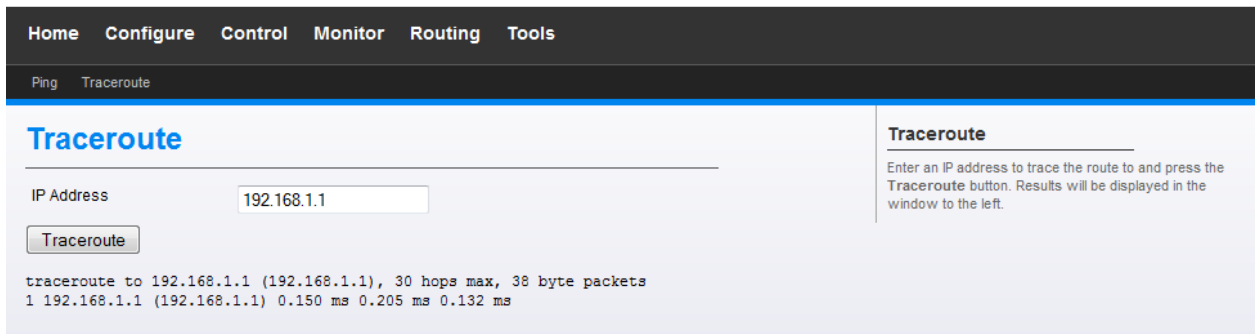 Home Configure Control Monitor Routing Tools
Ping Traceroute
Traceroute
IP Address 192.168.1.1
Traceroute
traceroute to 192.168.1.1 (192.168.1.1), 30 hops max, 38 byte packets
1 192.168.1.1 (192.168.1.1) 0.150 ms 0.205 ms 0.132 ms
Traceroute
Enter an IP address to trace the route to and press the
Traceroute button. Results will be displayed in the
window to the left.